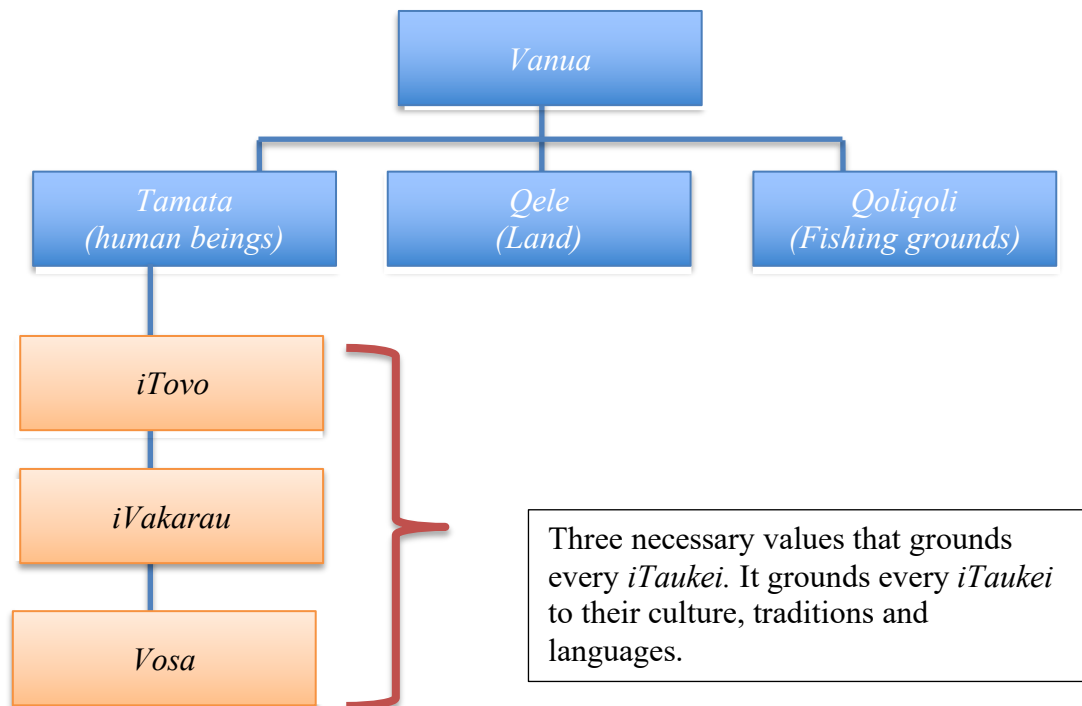 Vanua
Tamata
(human beings)
Qele
(Land)
Qoliqoli
(Fishing grounds)
iTovo
iVakarau
Vosa
Three necessary values that grounds
every iTaukei. It grounds every iTaukei
to their culture, traditions and
languages.